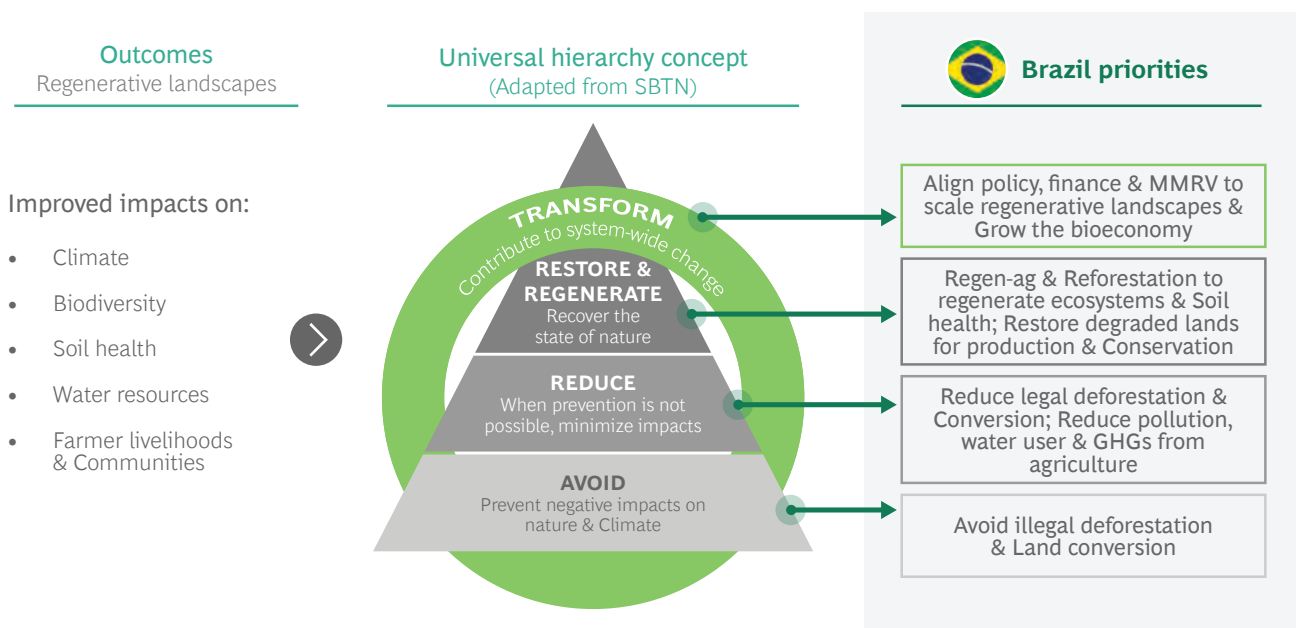 Outcomes
Regenerative landscapes
Improved impacts on:
• Climate
• Biodiversity
• Soil health
• Water resources
• Farmer livelihoods
& Communities
Universal hierarchy concept
(Adapted from SBTN)
TRANSFORM
Contribute to system-wide change
RESTORE &
REGENERATE
Recover the
state of nature
REDUCE
When prevention is not
possible, minimize impacts
AVOID
Prevent negative impacts on
nature & Climate
Brazil priorities
Align policy, finance & MMRV to
scale regenerative landscapes &
Grow the bioeconomy
Regen-ag & Reforestation to
regenerate ecosystems & Soil
health; Restore degraded lands
for production & Conservation
Reduce legal deforestation &
Conversion; Reduce pollution,
water user & GHGs from
agriculture
Avoid illegal deforestation
& Land conversion